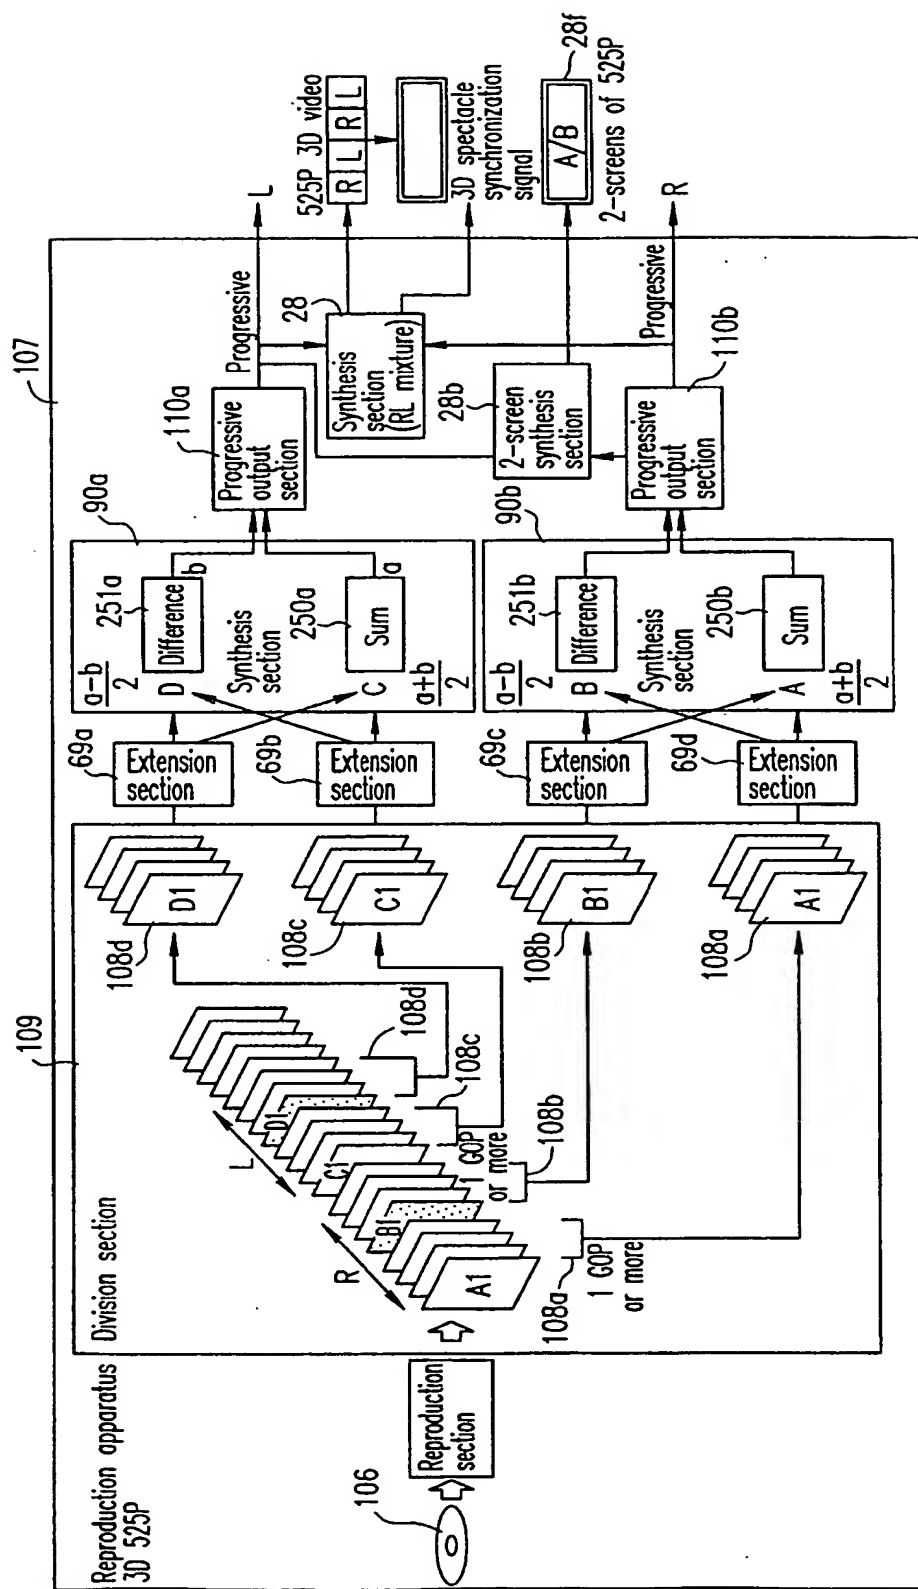 Reproduction apparatus
3D 525P
107
106
Reproduction
section
109
Division section
A1
B1
C1
D1
R
L
108a
1 GOP
or more
108b
1 GOP
or more
108c
108d
108d
D1
108c
C1
108b
B1
108a
A1
69a
Extension
section
69b
Extension
section
69c
Extension
section
69d
Extension
section
90a
251a
Difference
b
a-b
2
D
Synthesis
section
250a
Sum
a
C
a+b
2
90b
251b
Difference
a-b
2
B
Synthesis
section
250b
Sum
A
a+b
2
110a
Progressive
output
section
Progressive
L
28
Synthesis
section
(RL mixture)
28b
2-screen
synthesis
section
110b
Progressive
output
section
Progressive
R
525P 3D video
R L R L
3D spectacle
synchronization
signal
A/B
28f
2-screens of 525P